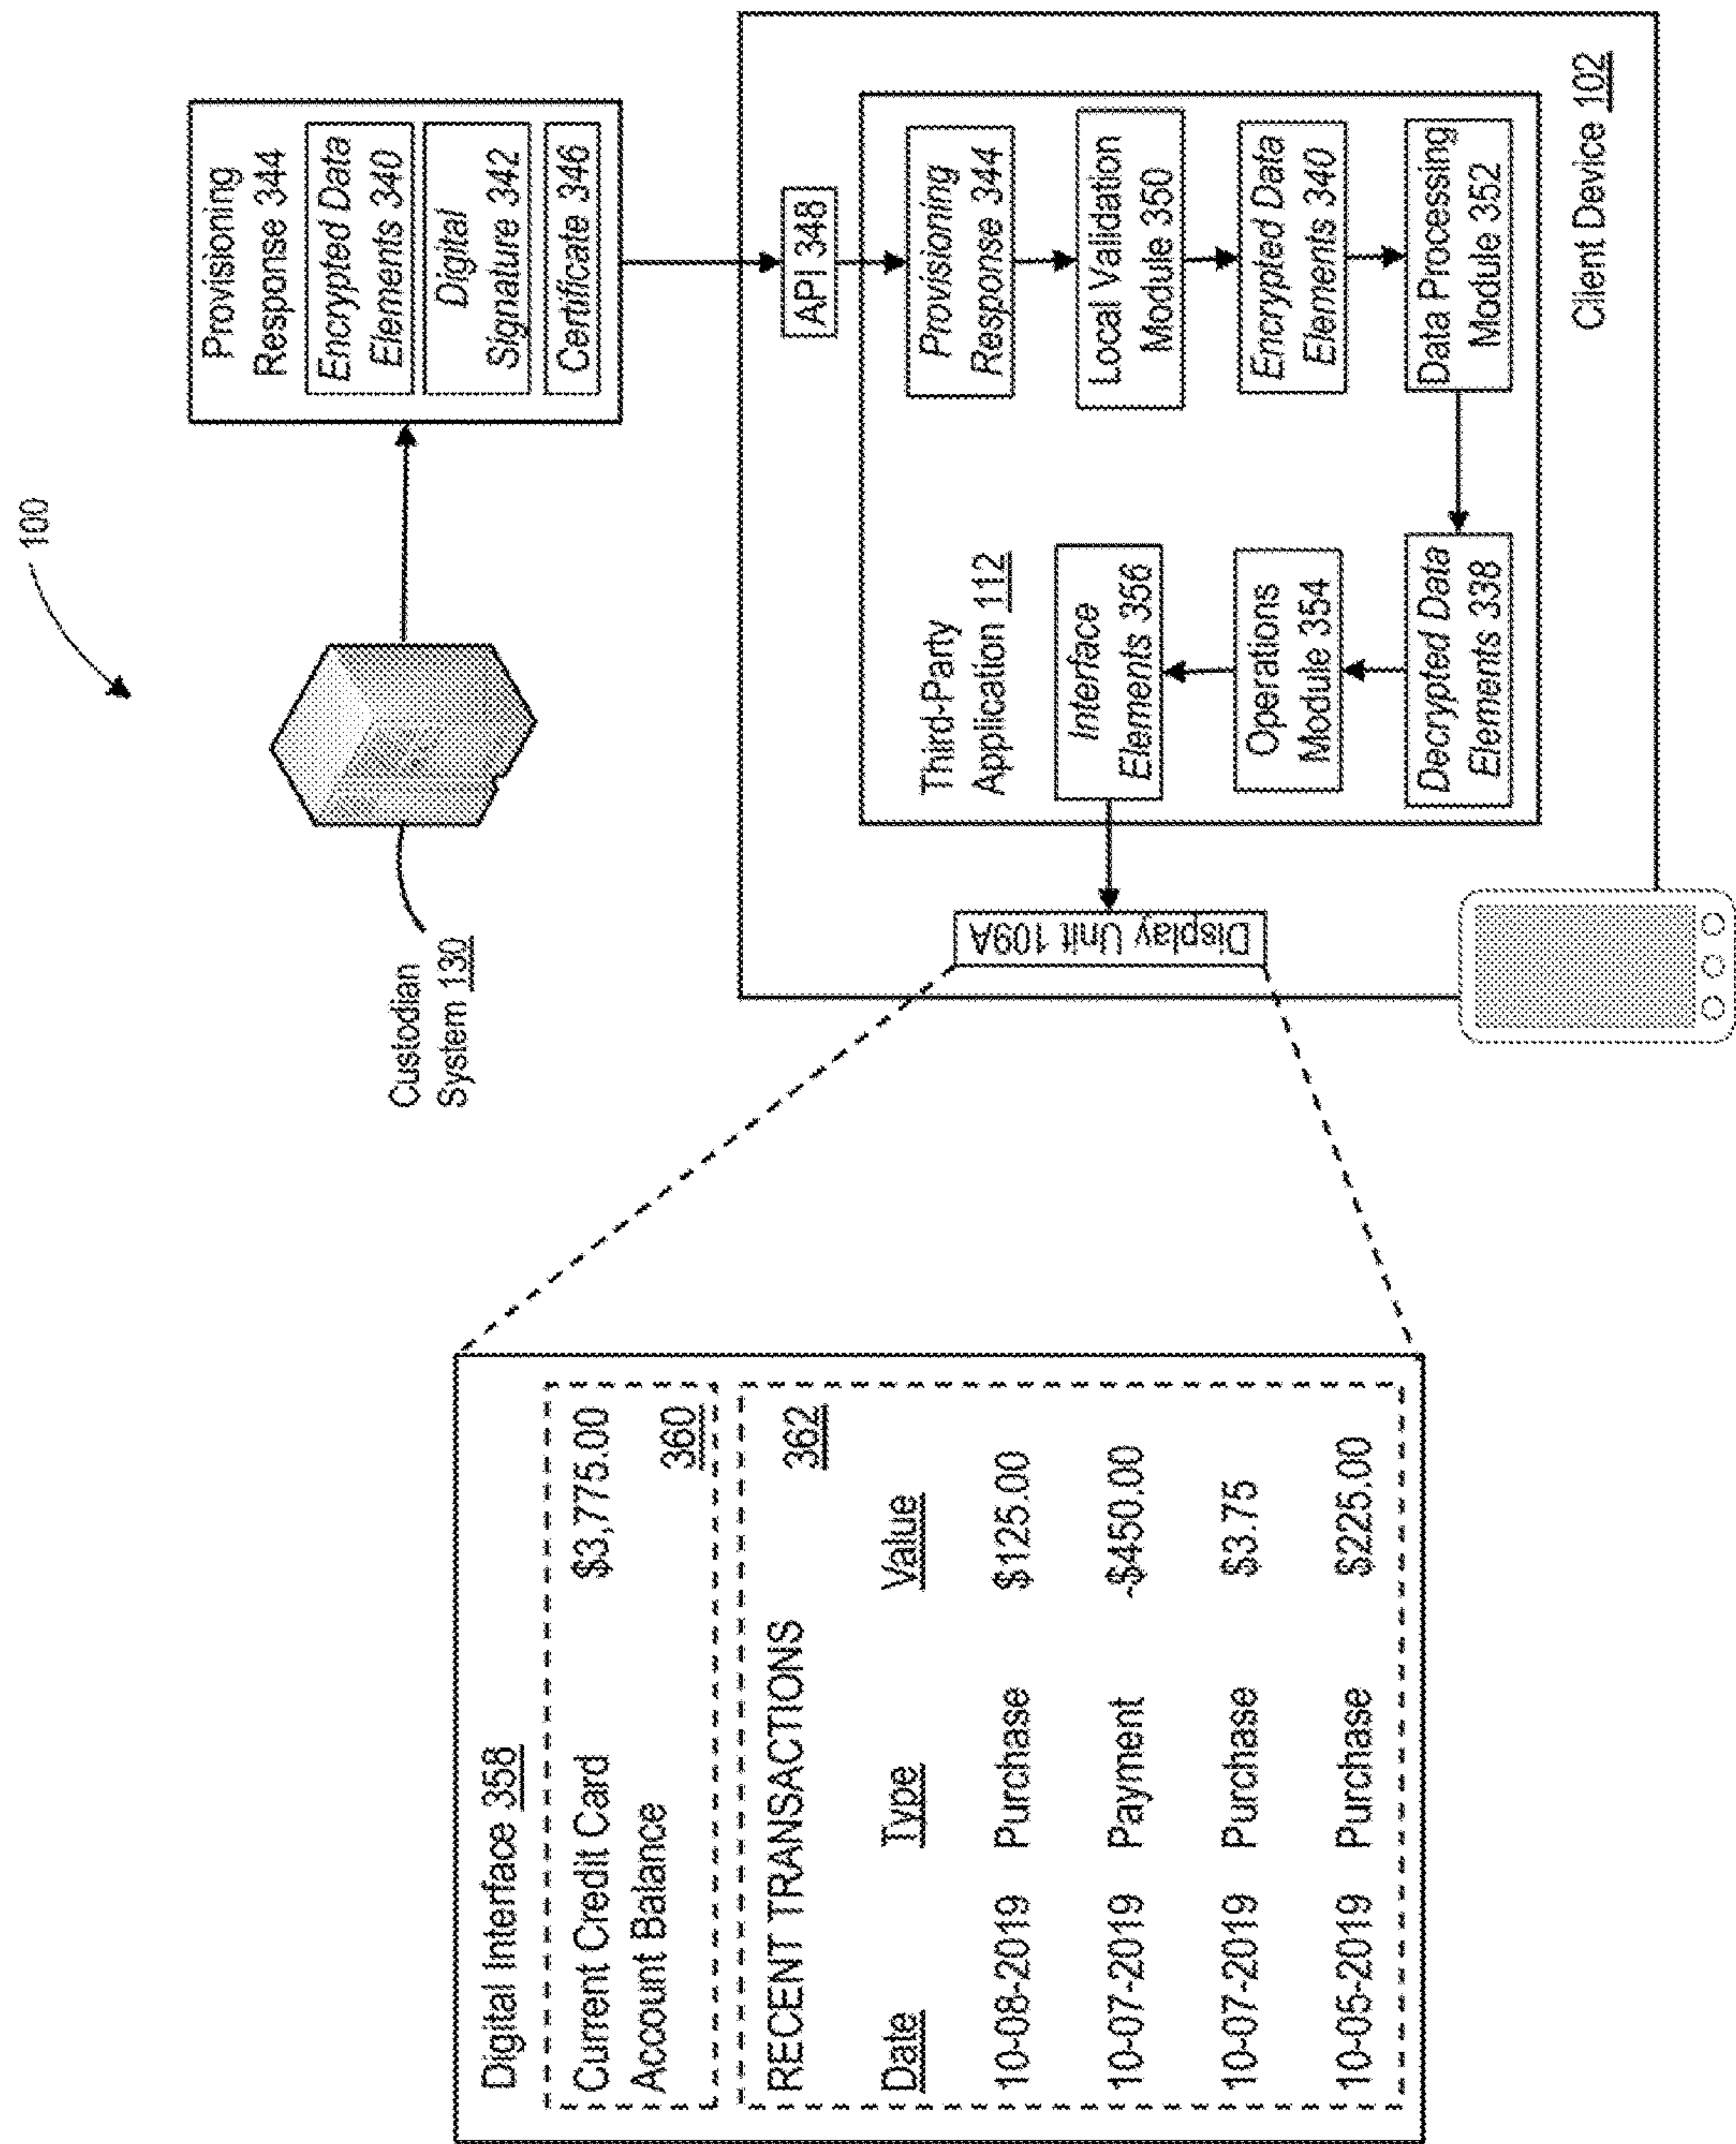 100
Custodian
System 130
Provisioning
Response 344
Encrypted Data
Elements 340
Digital
Signature 342
Certificate 346
API 348
Provisioning
Response 344
Local Validation
Module 350
Encrypted Data
Elements 340
Data Processing
Module 352
Third-Party
Application 112
Interface
Elements 356
Operations
Module 354
Decrypted Data
Elements 338
Client Device 102
Display Unit 109A
Digital Interface 358
Current Credit Card $3,775.00
Account Balance 360
RECENT TRANSACTIONS 362
Date Type Value
10-08-2019 Purchase $125.00
10-07-2019 Payment -$450.00
10-07-2019 Purchase $3.75
10-05-2019 Purchase $225.00